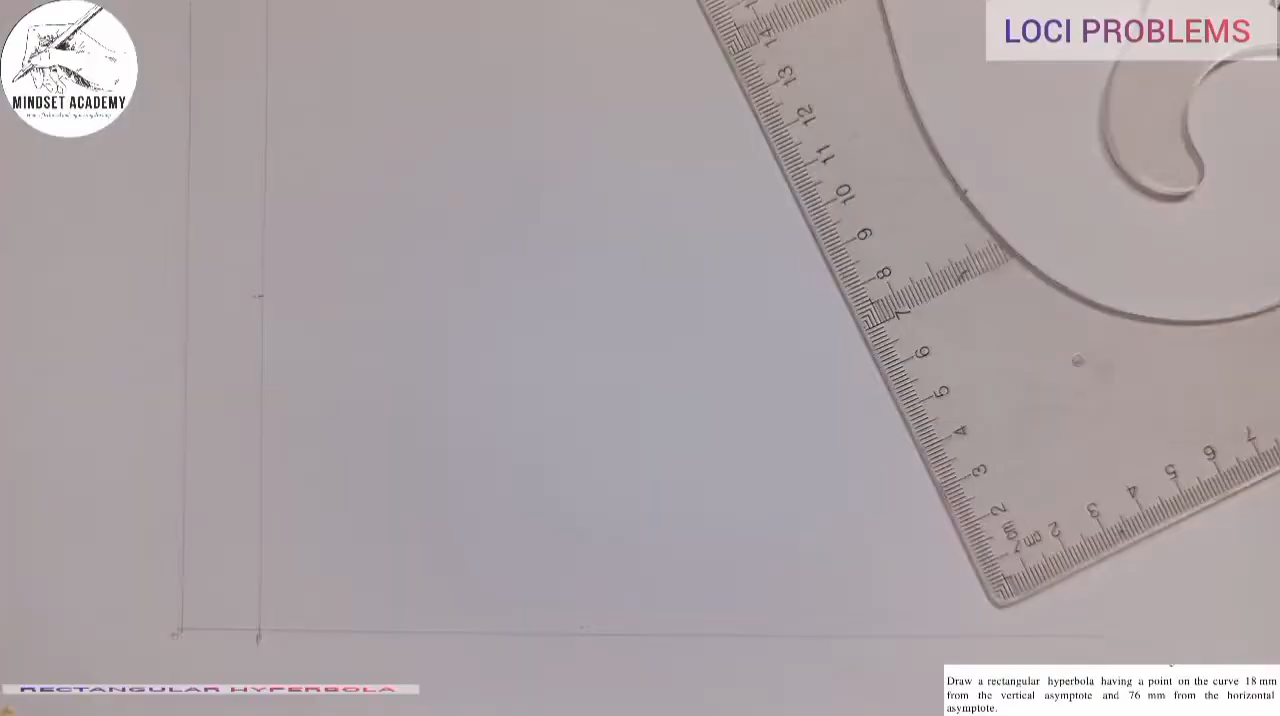 LOCI PROBLEMS
MINDSET ACADEMY
14
13
12
11
10
9
8
7
6
5
4
3
2
1
cm
cm
2
3
4
5
6
7
RECTANGULAR HYPERBOLA
Draw a rectangular hyperbola having a point on the curve 18 mm
from the vertical asymptote and 76 mm from the horizontal
asymptote.